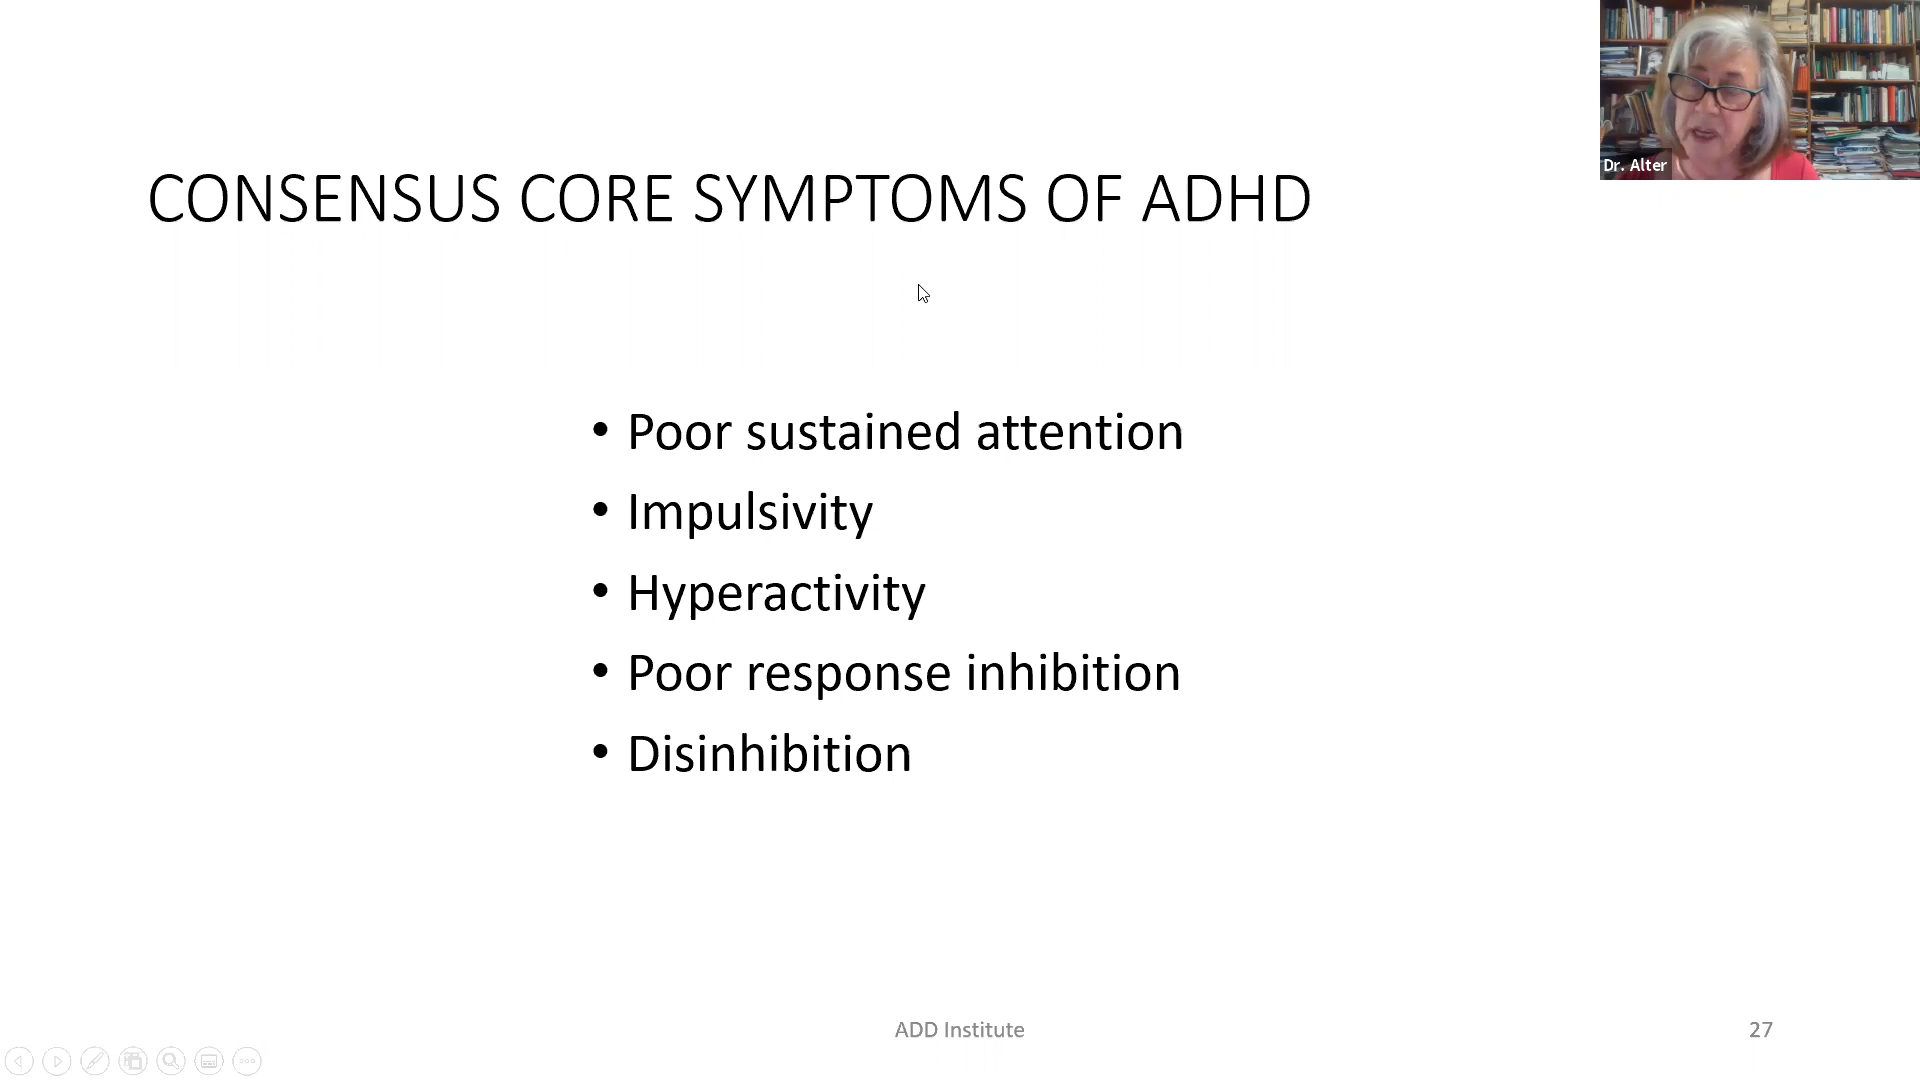 Dr. Alter
CONSENSUS CORE SYMPTOMS OF ADHD
• Poor sustained attention
• Impulsivity
• Hyperactivity
• Poor response inhibition
• Disinhibition
ADD Institute
27